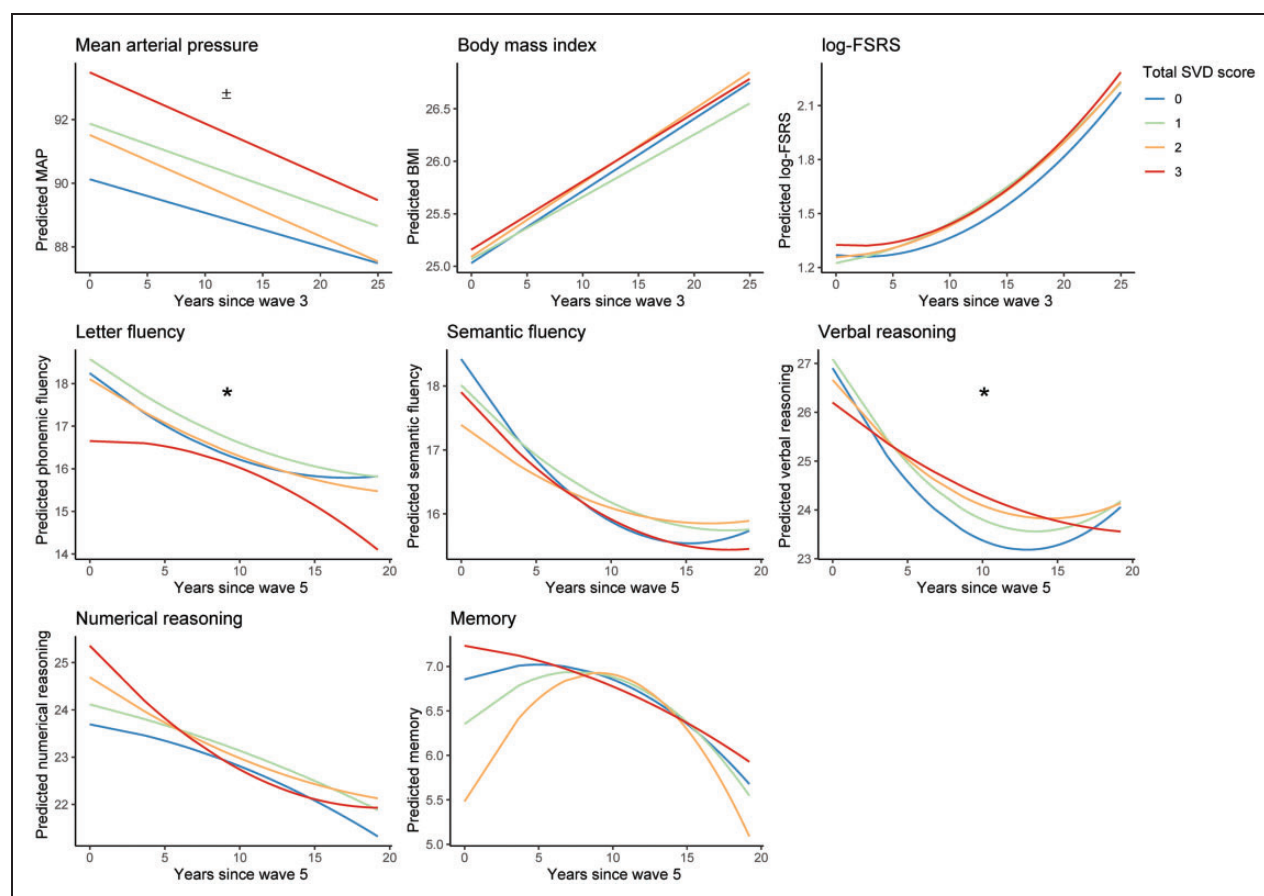 Mean arterial pressure
Predicted MAP
92
90
88
±
0 5 10 15 20 25
Years since wave 3
Body mass index
Predicted BMI
26.5
26.0
25.5
25.0
0 5 10 15 20 25
Years since wave 3
log-FSRS
Predicted log-FSRS
2.1
1.8
1.5
1.2
0 5 10 15 20 25
Years since wave 3
Total SVD score
0
1
2
3
Letter fluency
Predicted phonemic fluency
18
17
16
15
14
*
0 5 10 15 20
Years since wave 5
Semantic fluency
Predicted semantic fluency
18
17
16
0 5 10 15 20
Years since wave 5
Verbal reasoning
Predicted verbal reasoning
27
26
25
24
23
*
0 5 10 15 20
Years since wave 5
Numerical reasoning
Predicted numerical reasoning
25
24
23
22
0 5 10 15 20
Years since wave 5
Memory
Predicted memory
7.0
6.5
6.0
5.5
5.0
0 5 10 15 20
Years since wave 5